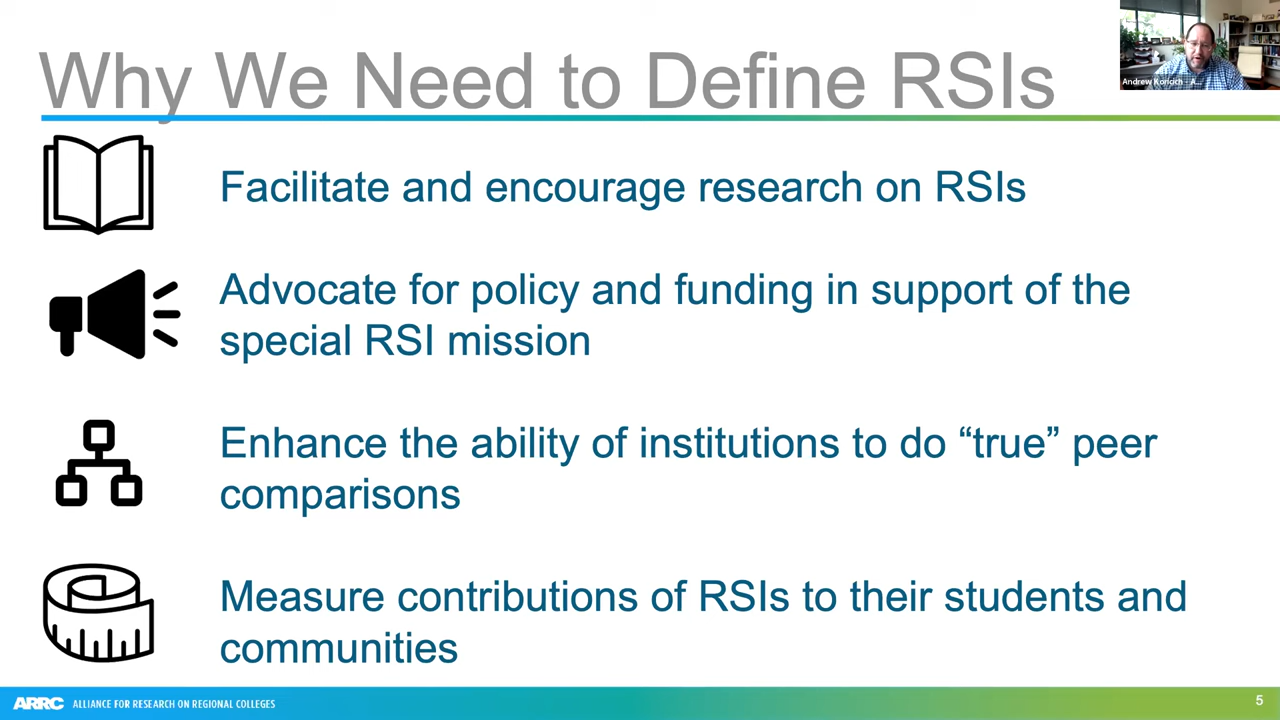 Why We Need to Define RSIs
Andrew
Facilitate and encourage research on RSIs
Advocate for policy and funding in support of the
special RSI mission
Enhance the ability of institutions to do “true” peer
comparisons
Measure contributions of RSIs to their students and
communities
ARRC ALLIANCE FOR RESEARCH ON REGIONAL COLLEGES
5